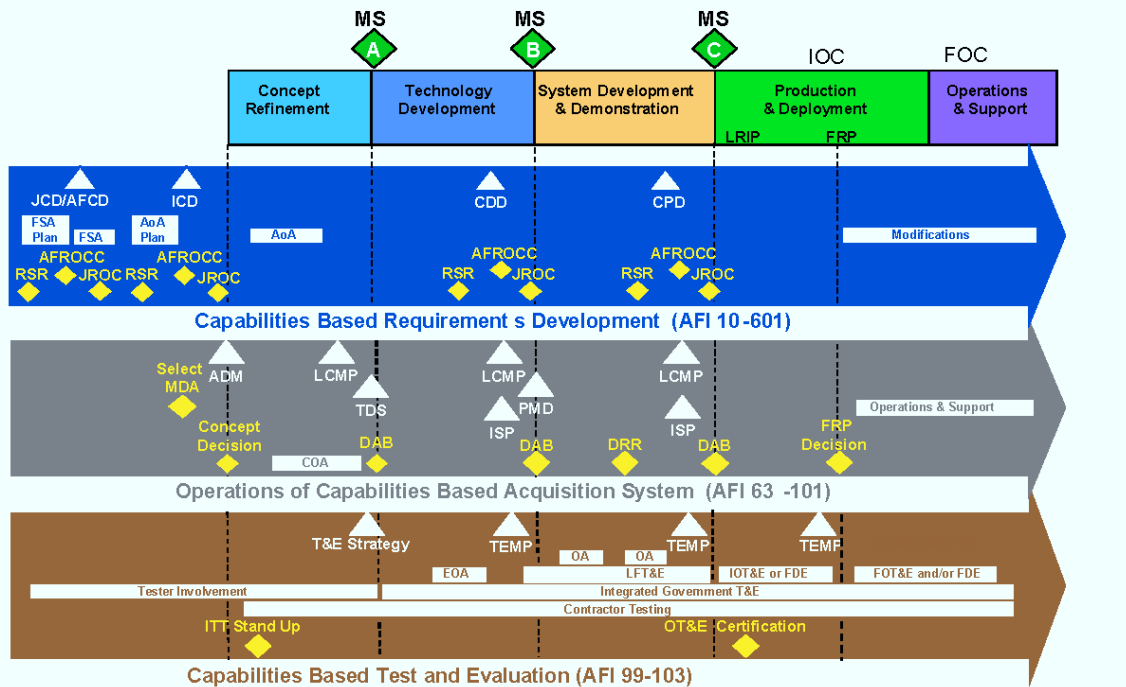 MS
MS
MS
A
B
C
IOC
FOC
Concept
Refinement
Technology
Development
System Development
& Demonstration
Production
& Deployment
LRIP
FRP
Operations
& Support
JCD/AFCD
ICD
CDD
CPD
FSA
Plan
FSA
AoA
Plan
AoA
Modifications
AFROCC
RSR
JROC
AFROCC
RSR
JROC
AFROCC
RSR
JROC
AFROCC
RSR
JROC
Capabilities Based Requirement s Development (AFI 10 -601)
Select
MDA
ADM
LCMP
TDS
LCMP
PMD
LCMP
ISP
ISP
Operations & Support
Concept
Decision
COA
DAB
DAB
DRR
DAB
FRP
Decision
Operations of Capabilities Based Acquisition System (AFI 63 -101)
T&E Strategy
TEMP
TEMP
TEMP
OA
OA
EOA
LFT&E
IOT&E or FDE
FOT&E and/or FDE
Tester Involvement
Integrated Government T&E
Contractor Testing
ITT Stand Up
OT&E Certification
Capabilities Based Test and Evaluation (AFI 99-103)